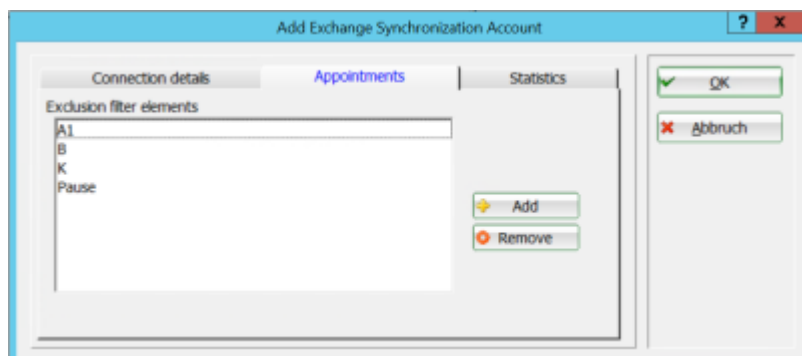 Add Exchange Synchronization Account
? X
Connection details Appointments Statistics
Exclusion filter elements
A1
B
K
Pause
Add
Remove
OK
Abbruch